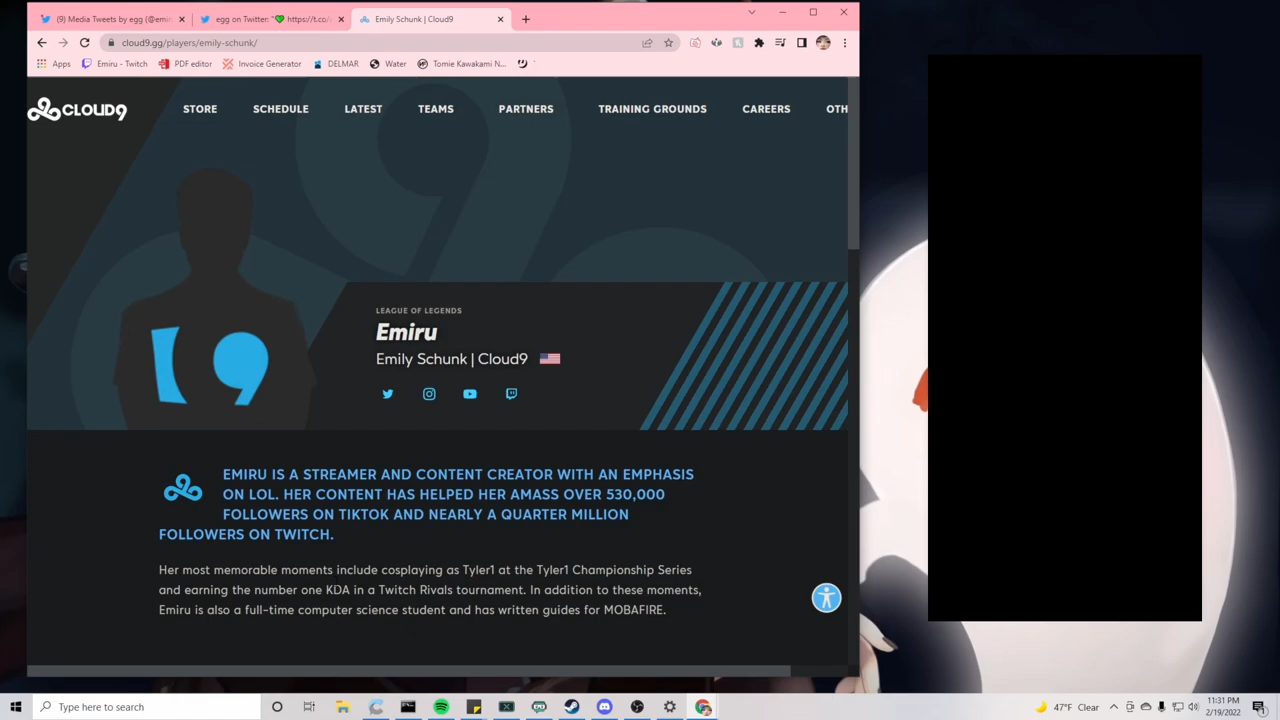 (9) Media Tweets by egg (@emir
egg on Twitter: "💚 https://t.co/
Emily Schunk | Cloud9
cloud9.gg/players/emily-schunk/
Apps
Emiru - Twitch
PDF editor
Invoice Generator
DELMAR
Water
Tomie Kawakami N...
CLOUD9
STORE
SCHEDULE
LATEST
TEAMS
PARTNERS
TRAINING GROUNDS
CAREERS
OTH
LEAGUE OF LEGENDS
Emiru
Emily Schunk | Cloud9
EMIRU IS A STREAMER AND CONTENT CREATOR WITH AN EMPHASIS
ON LOL. HER CONTENT HAS HELPED HER AMASS OVER 530,000
FOLLOWERS ON TIKTOK AND NEARLY A QUARTER MILLION
FOLLOWERS ON TWITCH.
Her most memorable moments include cosplaying as Tyler1 at the Tyler1 Championship Series
and earning the number one KDA in a Twitch Rivals tournament. In addition to these moments,
Emiru is also a full-time computer science student and has written guides for MOBAFIRE.
Type here to search
47°F Clear
11:31 PM
2/19/2022